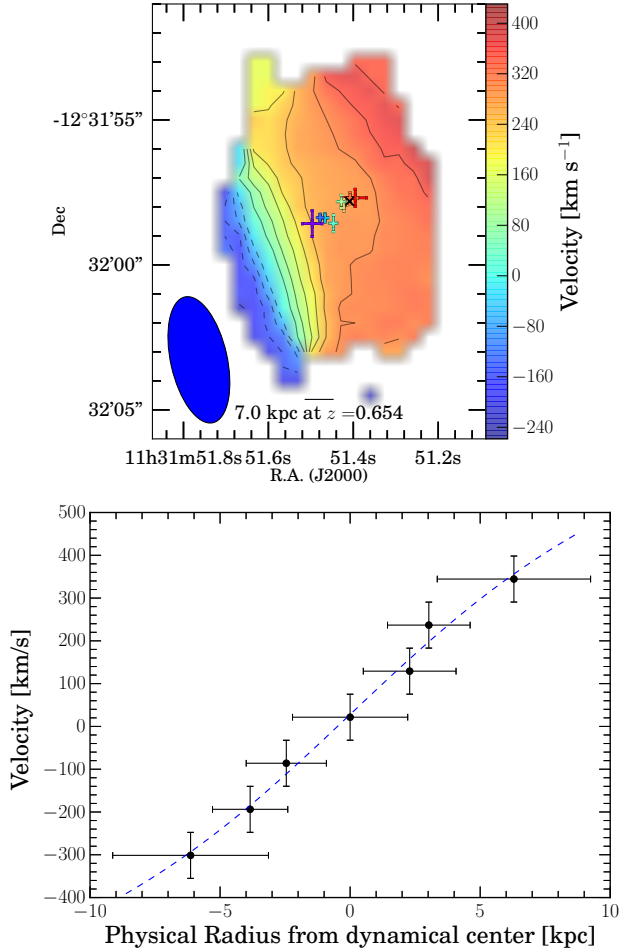 -12°31'55"
32'00"
32'05"
Dec
7.0 kpc at z =0.654
11h31m51.8s 51.6s 51.4s 51.2s
R.A. (J2000)
400
320
240
160
80
0
−80
−160
−240
Velocity [km s⁻¹]
500
400
300
200
100
0
−100
−200
−300
−400
Velocity [km/s]
−10 −5 0 5 10
Physical Radius from dynamical center [kpc]